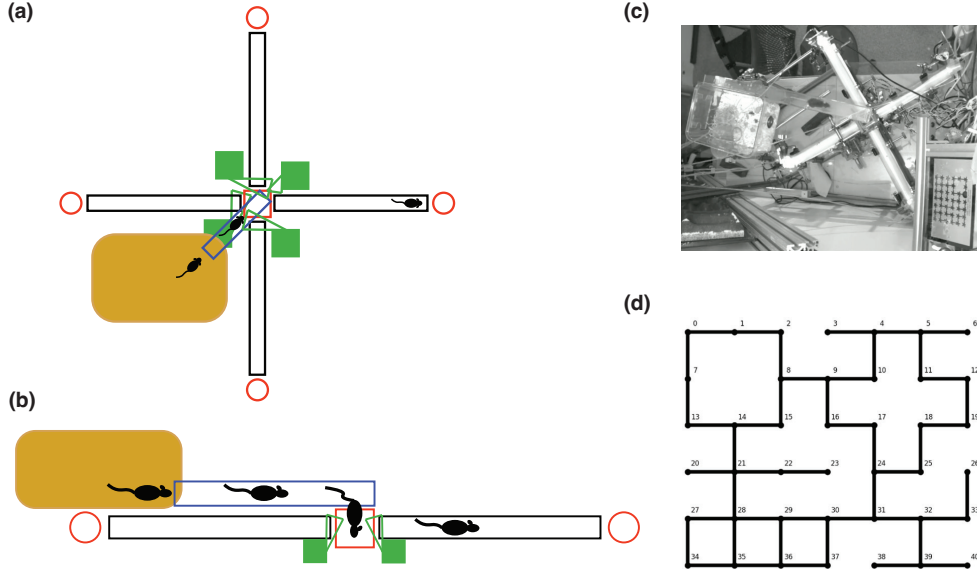 (a)
(c)
(d)
0 1 2 3 4 5 6
7 8 9 10 11 12
13 14 15 16 17 18 19
(b)
20 21 22 23 24 25 26
27 28 29 30 31 32 33
34 35 36 37 38 39 40